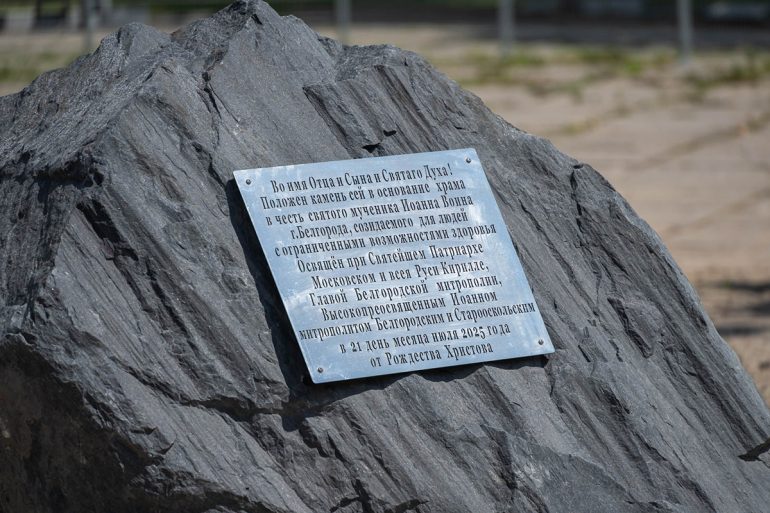 Во имя Отца и Сына и Святаго Духа!
Положен камень сей в основание храма
в честь святого мученика Иоанна Воина
г.Белгорода, созидаемого для людей
с ограниченными возможностями здоровья
Освящён при Святейшем Патриархе
Московском и всея Руси Кирилле,
Главой Белгородской митрополии,
Высокопреосвященным Иоанном
митрополитом Белгородским и Старооскольским
в 21 день месяца июля 2025 года
от Рождества Христова